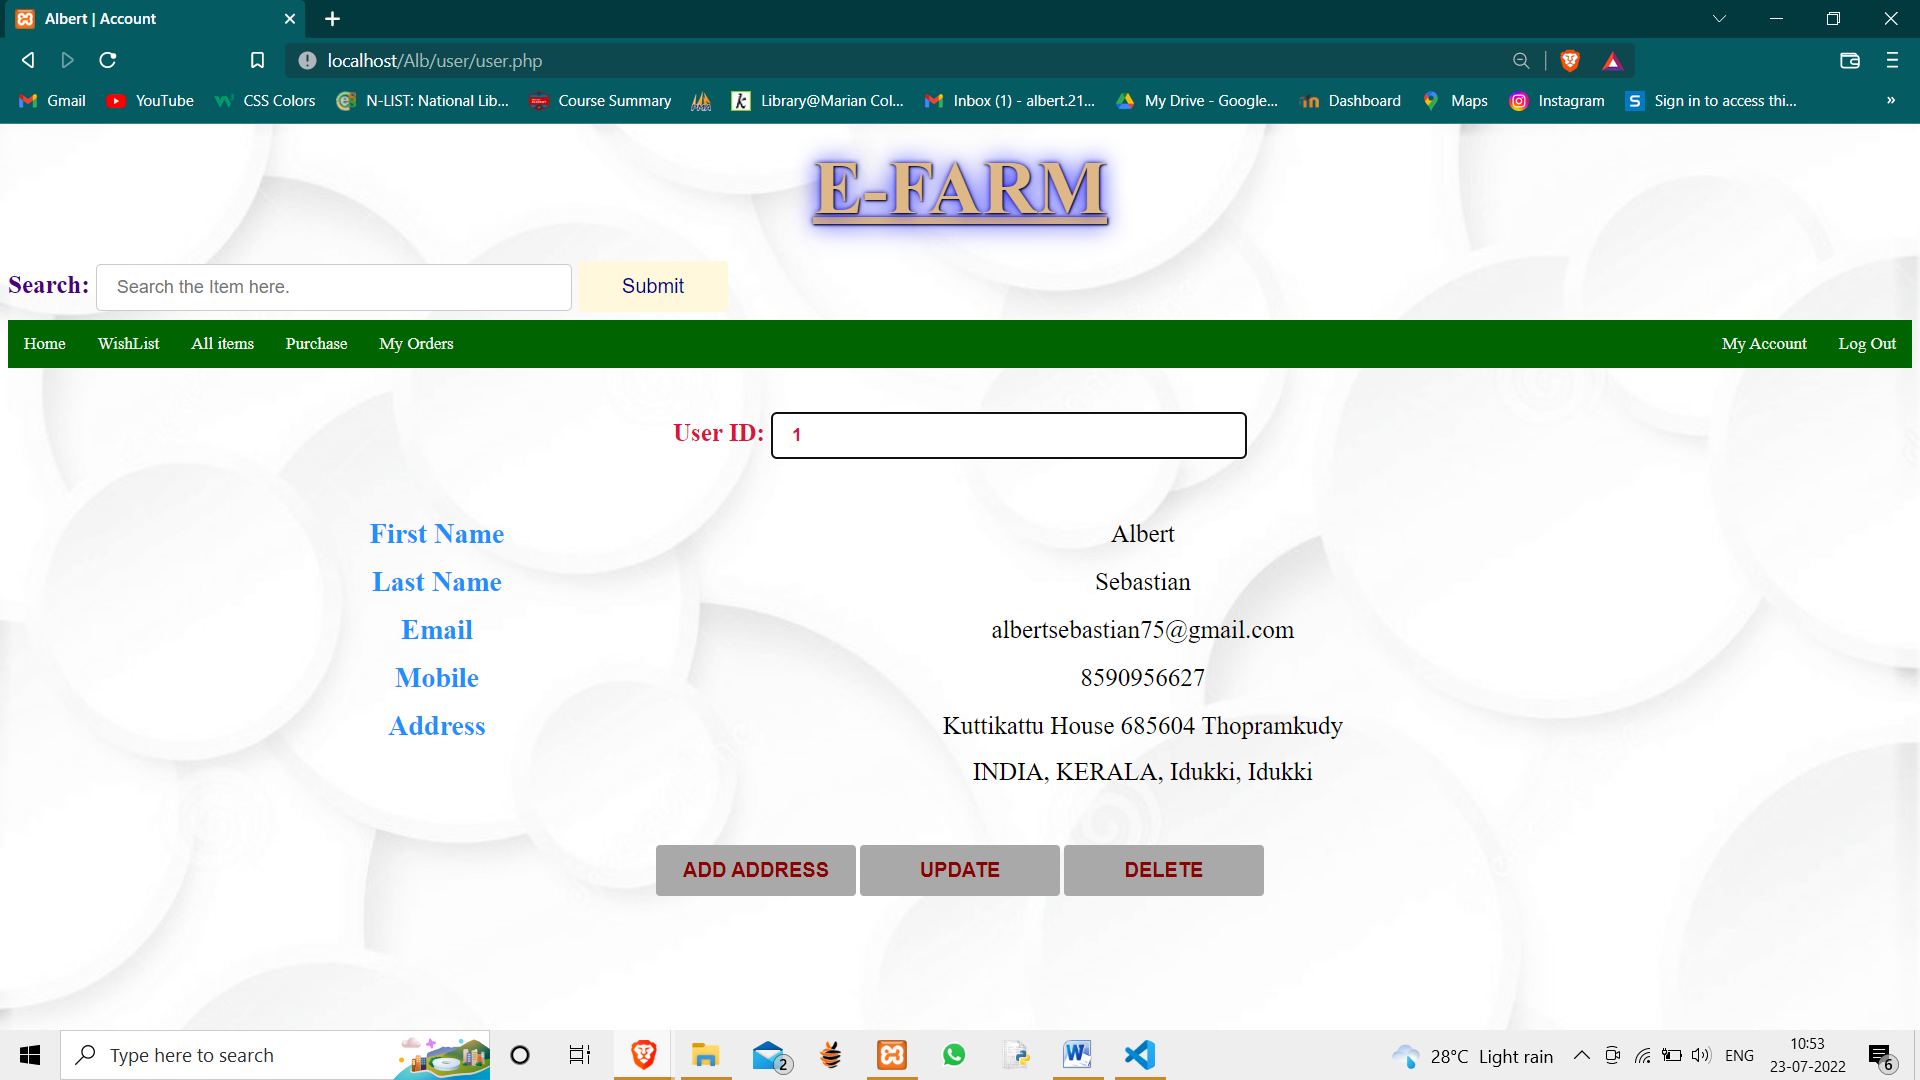 Albert | Account
localhost/Alb/user/user.php
Gmail YouTube CSS Colors N-LIST: National Lib... Course Summary Library@Marian Col... Inbox (1) - albert.21... My Drive - Google... Dashboard Maps Instagram Sign in to access thi... »
E-FARM
Search: Search the Item here. Submit
Home WishList All items Purchase My Orders My Account Log Out
User ID: 1
First Name Albert
Last Name Sebastian
Email albertsebastian75@gmail.com
Mobile 8590956627
Address Kuttikattu House 685604 Thopramkudy
INDIA, KERALA, Idukki, Idukki
ADD ADDRESS UPDATE DELETE
Type here to search 2 28°C Light rain ENG 10:53
23-07-2022 6